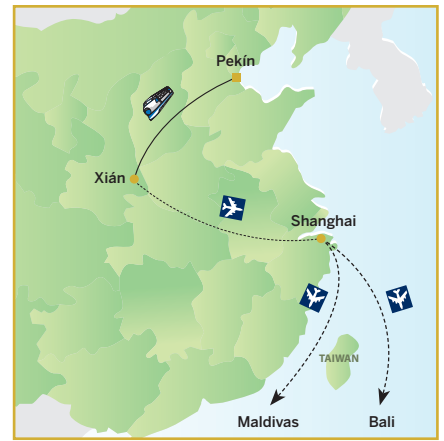 Pekín
Xián
Shanghai
TAIWAN
Maldivas
Bali